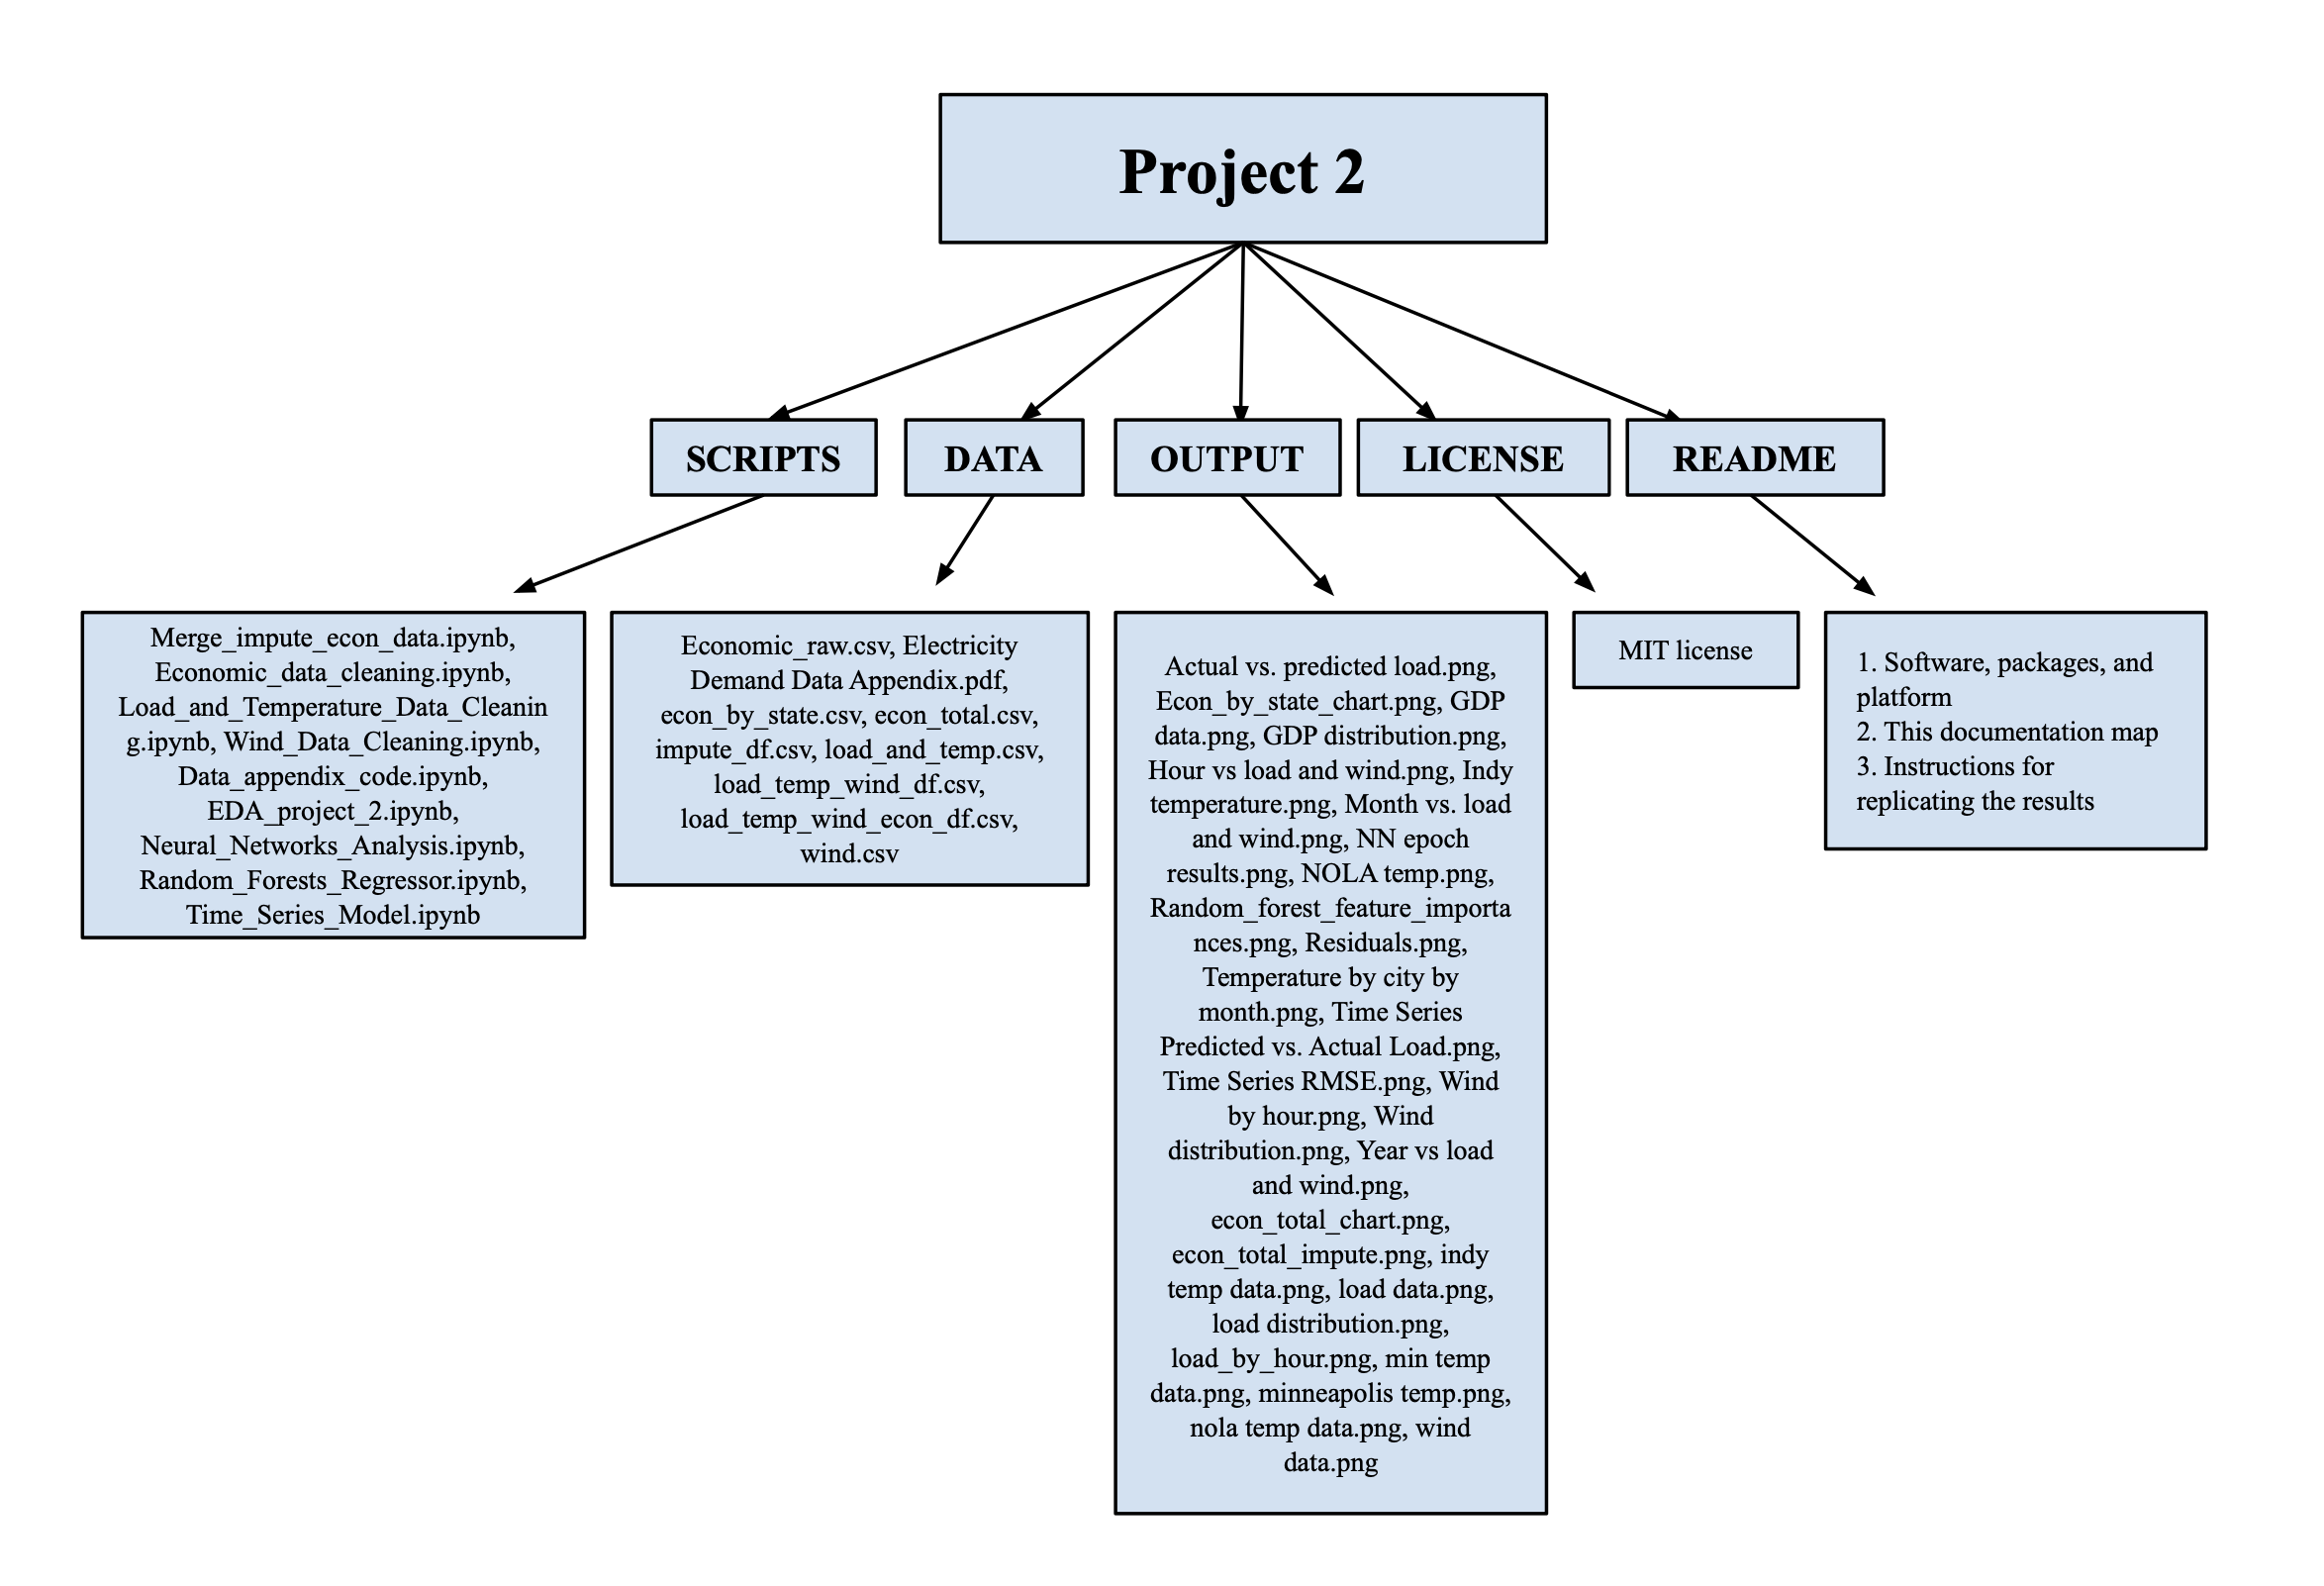 Project 2
SCRIPTS
DATA
OUTPUT
LICENSE
README
Merge_impute_econ_data.ipynb,
Economic_data_cleaning.ipynb,
Load_and_Temperature_Data_Cleanin
g.ipynb, Wind_Data_Cleaning.ipynb,
Data_appendix_code.ipynb,
EDA_project_2.ipynb,
Neural_Networks_Analysis.ipynb,
Random_Forests_Regressor.ipynb,
Time_Series_Model.ipynb
Economic_raw.csv, Electricity
Demand Data Appendix.pdf,
econ_by_state.csv, econ_total.csv,
impute_df.csv, load_and_temp.csv,
load_temp_wind_df.csv,
load_temp_wind_econ_df.csv,
wind.csv
Actual vs. predicted load.png,
Econ_by_state_chart.png, GDP
data.png, GDP distribution.png,
Hour vs load and wind.png, Indy
temperature.png, Month vs. load
and wind.png, NN epoch
results.png, NOLA temp.png,
Random_forest_feature_importa
nces.png, Residuals.png,
Temperature by city by
month.png, Time Series
Predicted vs. Actual Load.png,
Time Series RMSE.png, Wind
by hour.png, Wind
distribution.png, Year vs load
and wind.png,
econ_total_chart.png,
econ_total_impute.png, indy
temp data.png, load data.png,
load distribution.png,
load_by_hour.png, min temp
data.png, minneapolis temp.png,
nola temp data.png, wind
data.png
MIT license
1. Software, packages, and
platform
2. This documentation map
3. Instructions for
replicating the results